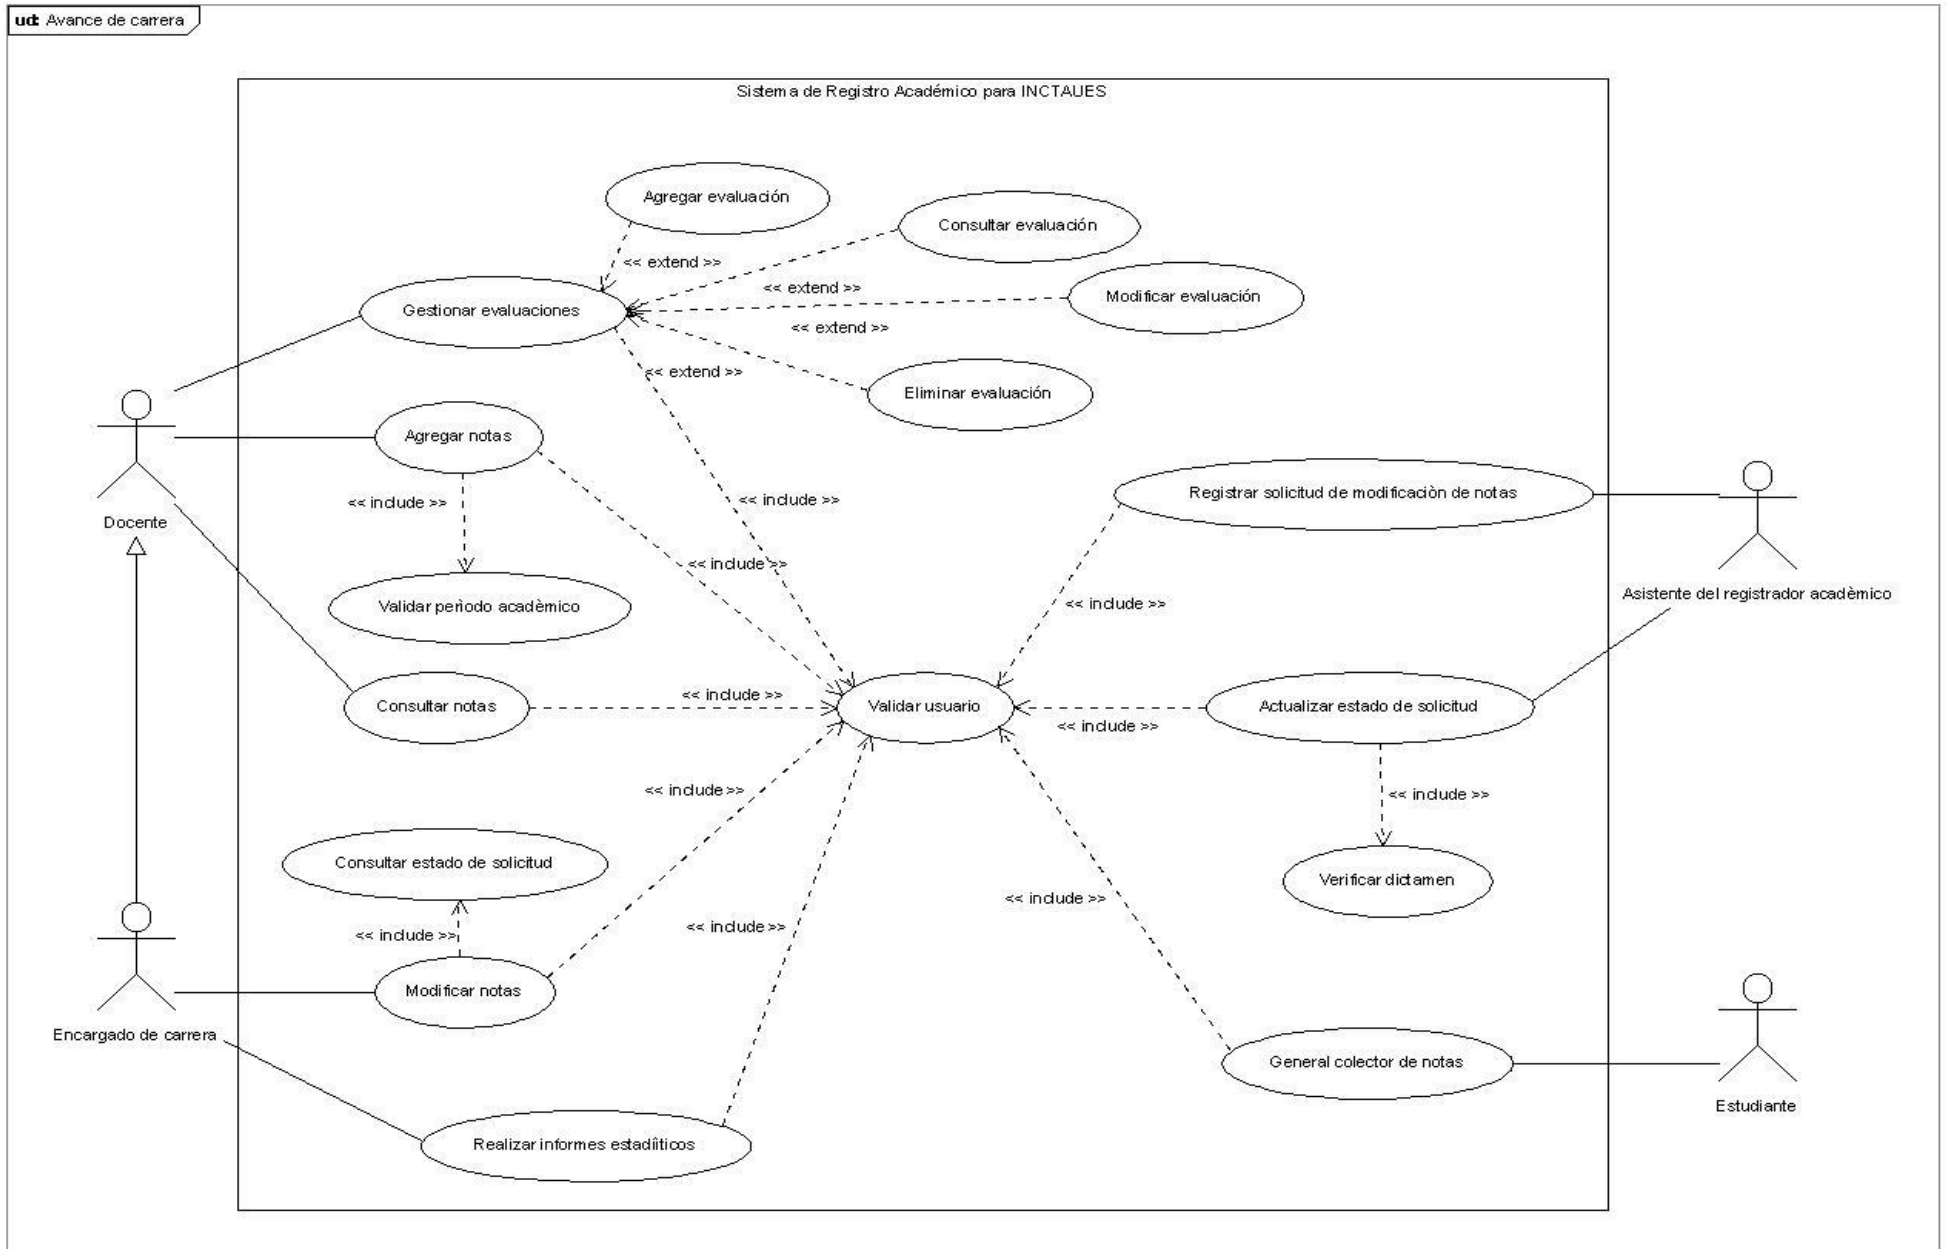 ud: Avance de carrera
Sistema de Registro Académico para INCTAUES
Agregar evaluación
Consultar evaluación
<< extend >>
<< extend >>
Modificar evaluación
Gestionar evaluaciones
<< extend >>
<< extend >>
Eliminar evaluación
Agregar notas
<< include >>
<< include >>
Registrar solicitud de modificaciòn de notas
Docente
<< include >>
Validar perìodo acadèmico
<< include >>
Asistente del registrador acadèmico
Consultar notas
<< include >>
Validar usuario
<< include >>
Actualizar estado de solicitud
<< include >>
<< include >>
Consultar estado de solicitud
Verificar dictamen
<< include >>
<< include >>
<< include >>
Modificar notas
Encargado de carrera
General colector de notas
Estudiante
Realizar informes estadíiticos